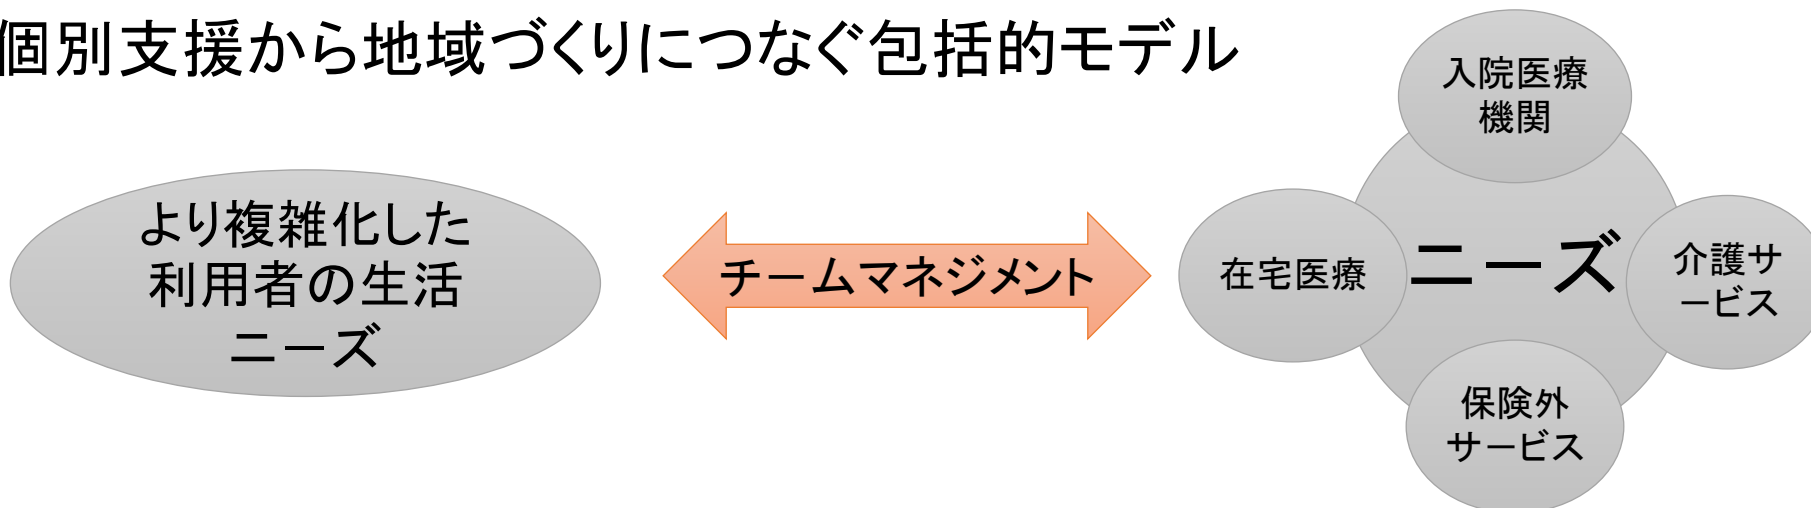 個別支援から地域づくりにつなぐ包括的モデル
より複雑化した
利用者の生活
ニーズ
チームマネジメント
入院医療
機関
在宅医療
ニーズ
介護サ
ービス
保険外
サービス